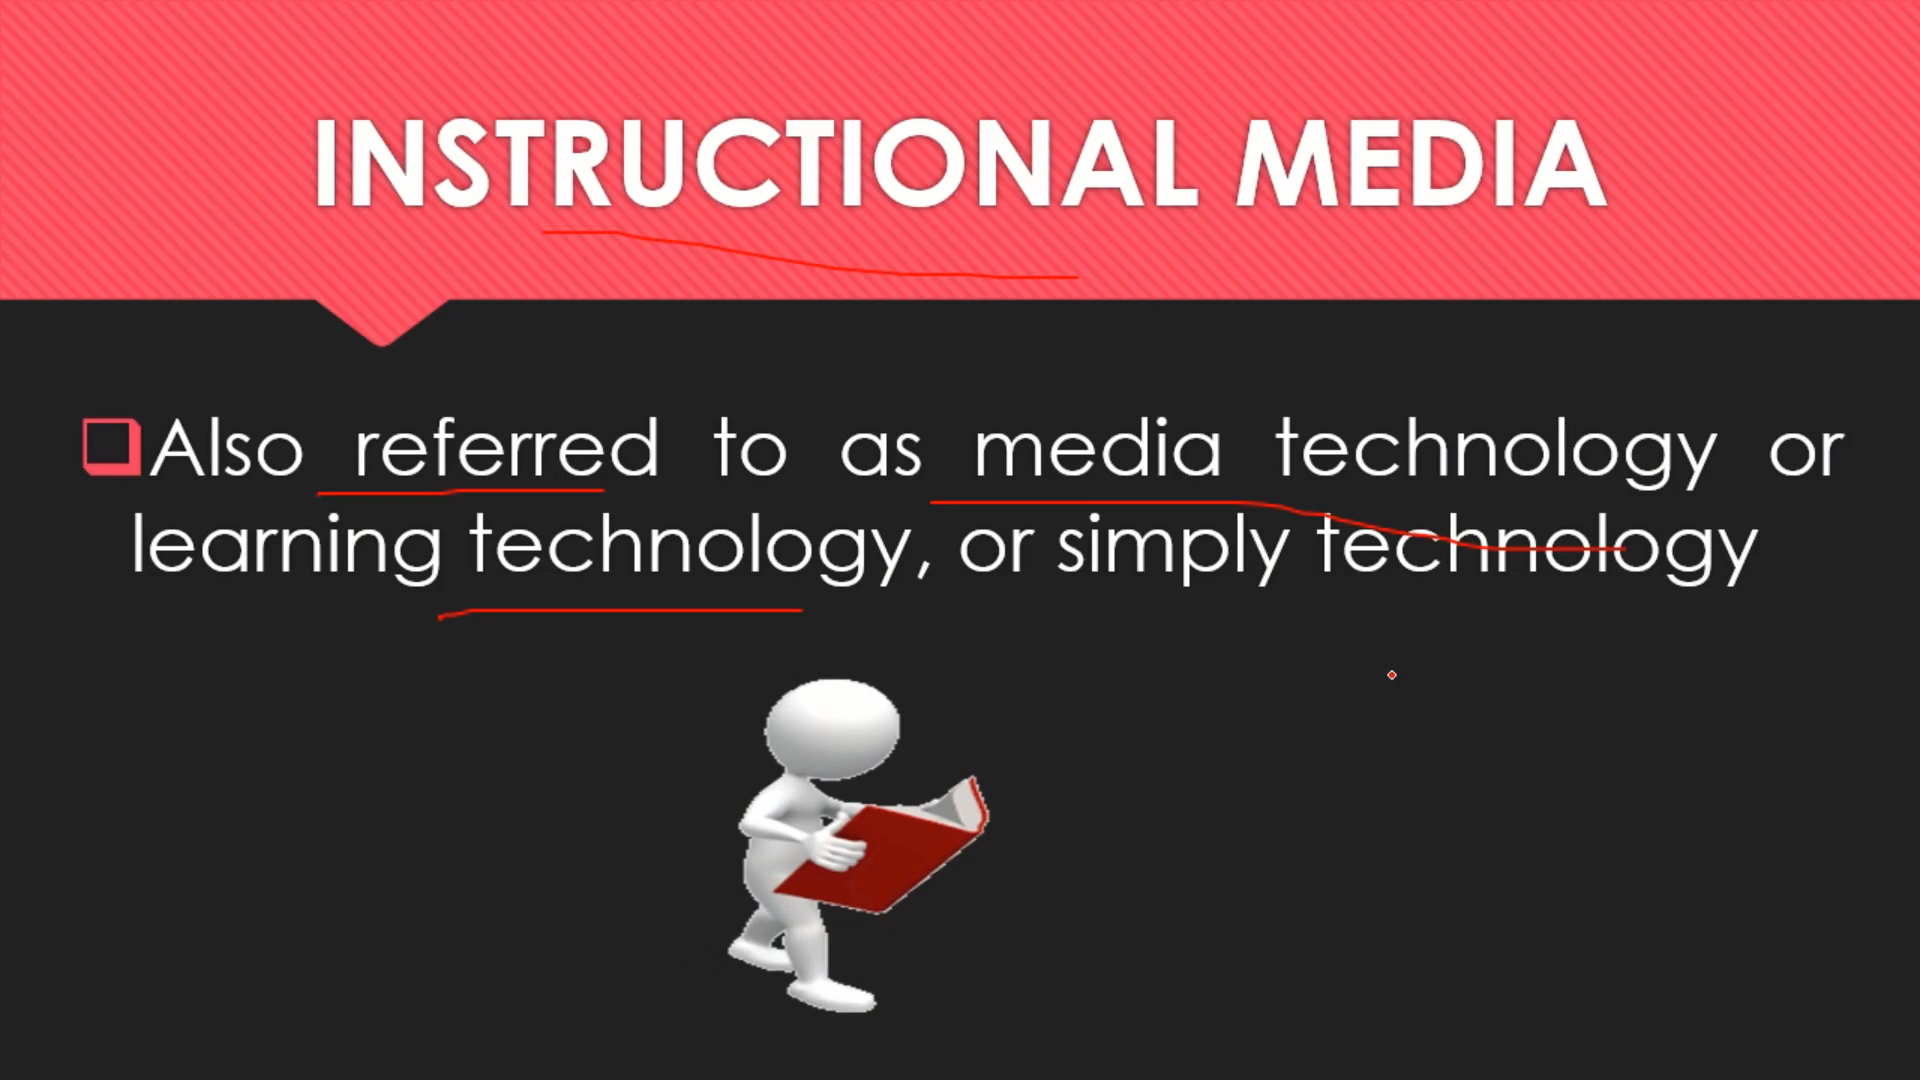 INSTRUCTIONAL MEDIA
Also referred to as media technology or
learning technology, or simply technology